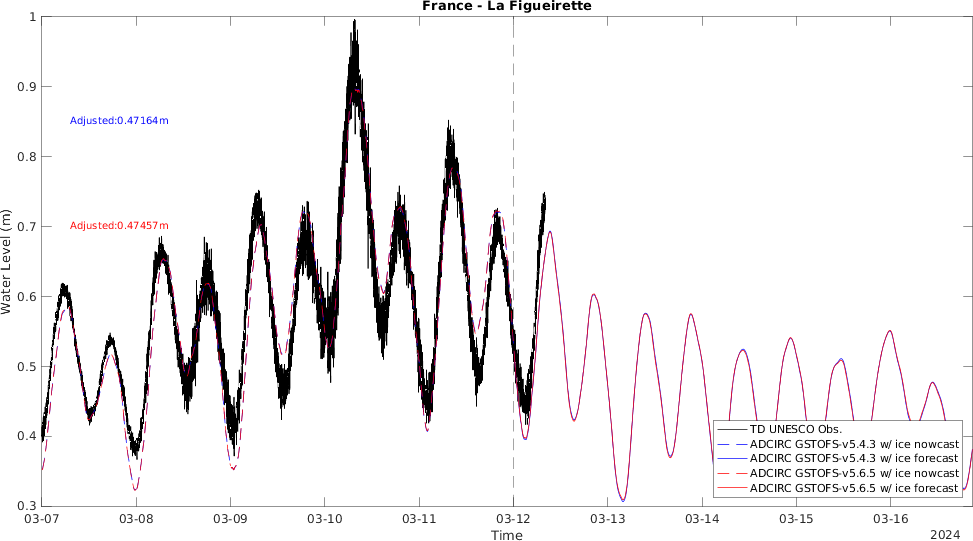 France - La Figueirette
1
0.9
0.8
0.7
0.6
0.5
0.4
0.3
Water Level (m)
Adjusted:0.47164m
Adjusted:0.47457m
TD UNESCO Obs.
ADCIRC GSTOFS-v5.4.3 w/ ice nowcast
ADCIRC GSTOFS-v5.4.3 w/ ice forecast
ADCIRC GSTOFS-v5.6.5 w/ ice nowcast
ADCIRC GSTOFS-v5.6.5 w/ ice forecast
03-07 03-08 03-09 03-10 03-11 03-12 03-13 03-14 03-15 03-16
Time
2024